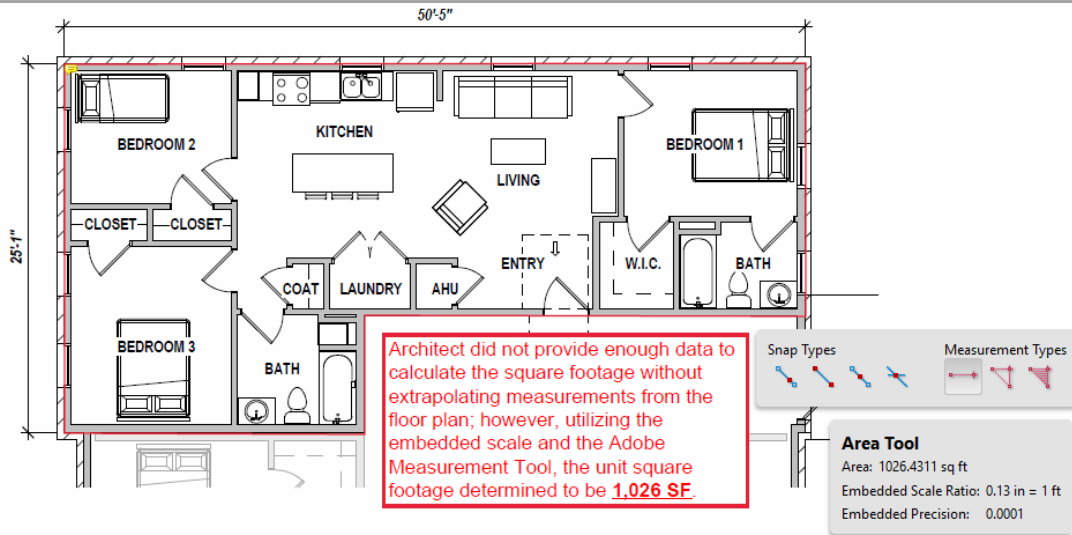 50'-5"
25'-1"
BEDROOM 2
KITCHEN
LIVING
BEDROOM 1
CLOSET
CLOSET
COAT
LAUNDRY
AHU
ENTRY
W.I.C.
BATH
BEDROOM 3
BATH
Architect did not provide enough data to
calculate the square footage without
extrapolating measurements from the
floor plan; however, utilizing the
embedded scale and the Adobe
Measurement Tool, the unit square
footage determined to be 1,026 SF.
Snap Types
Measurement Types
Area Tool
Area: 1026.4311 sq ft
Embedded Scale Ratio: 0.13 in = 1 ft
Embedded Precision: 0.0001